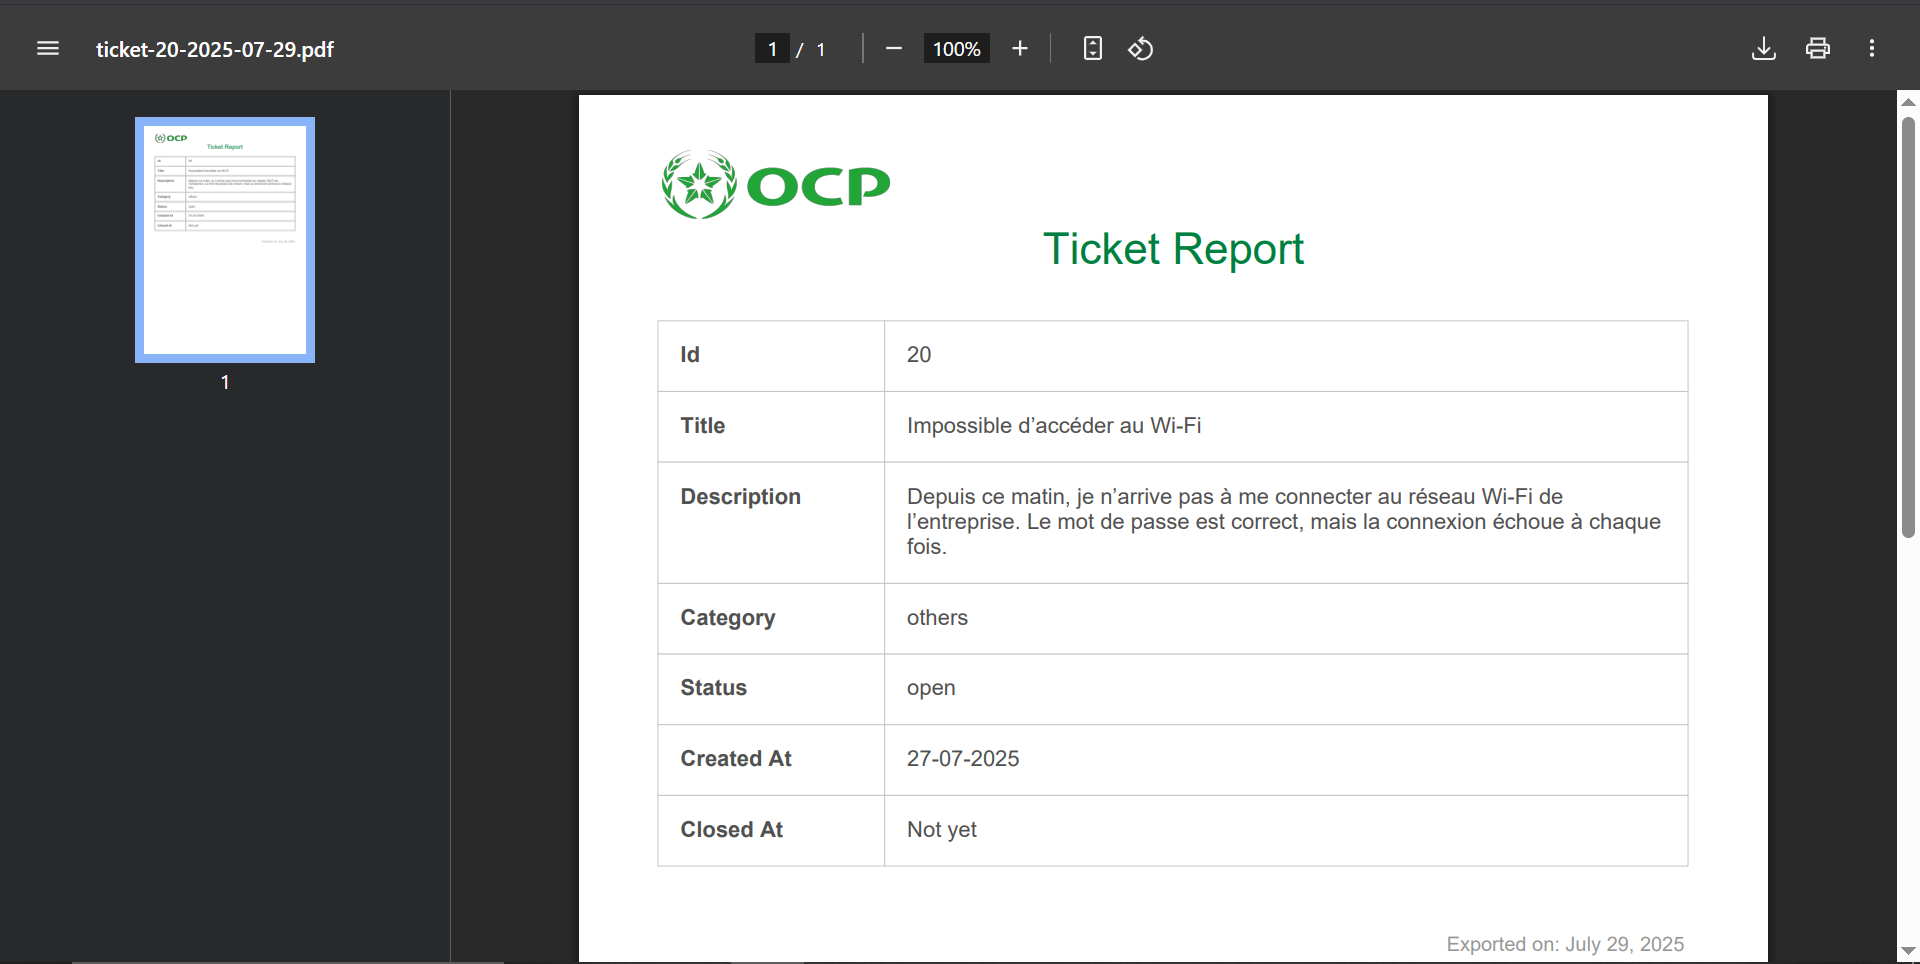 ticket-20-2025-07-29.pdf
1 / 1
100%
1
OCP
Ticket Report
Id 20
Title Impossible d’accéder au Wi-Fi
Description Depuis ce matin, je n’arrive pas à me connecter au réseau Wi-Fi de
l’entreprise. Le mot de passe est correct, mais la connexion échoue à chaque
fois.
Category others
Status open
Created At 27-07-2025
Closed At Not yet
Exported on: July 29, 2025